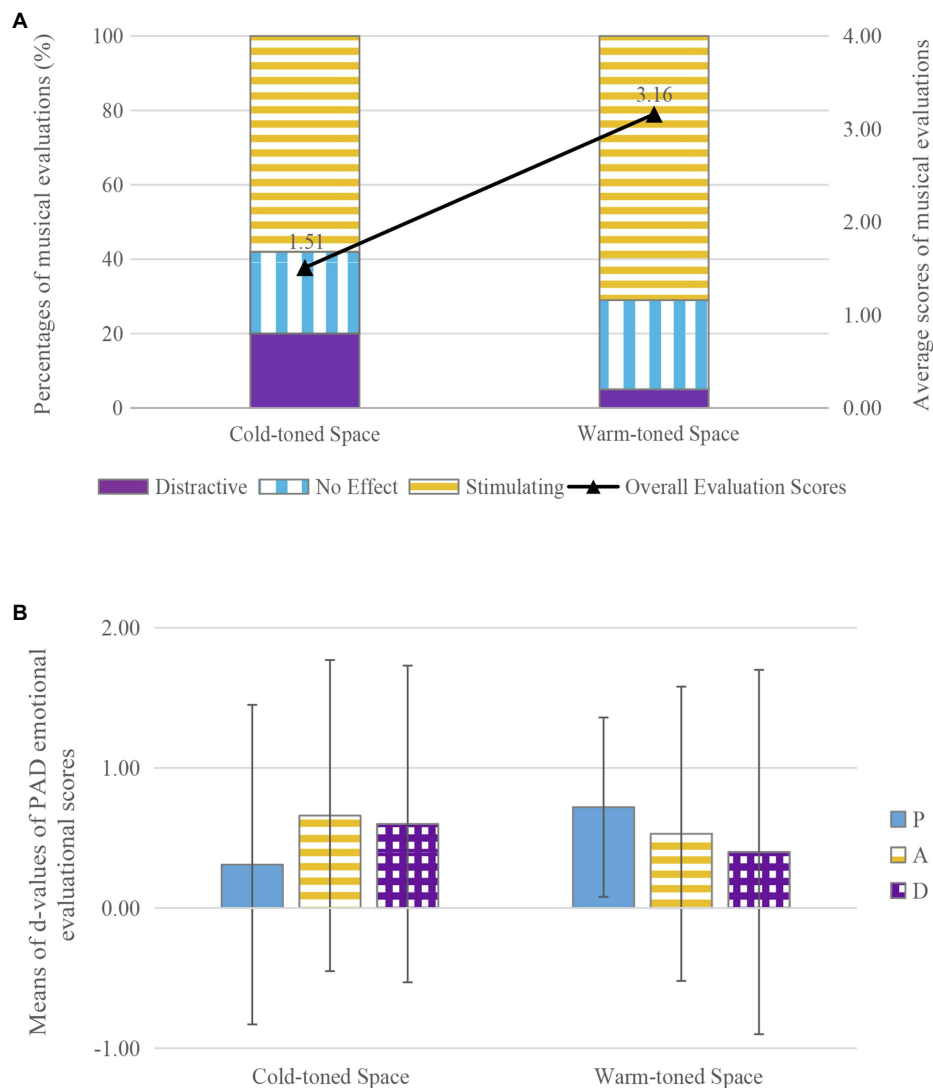 A
Percentages of musical evaluations (%)
100
80
60
40
20
0
4.00
3.00
2.00
1.00
0.00
Average scores of musical evaluations
1.51
3.16
Cold-toned Space
Warm-toned Space
Distractive
No Effect
Stimulating
Overall Evaluation Scores
B
Means of d-values of PAD emotional
evaluational scores
2.00
1.00
0.00
-1.00
P
A
D
Cold-toned Space
Warm-toned Space